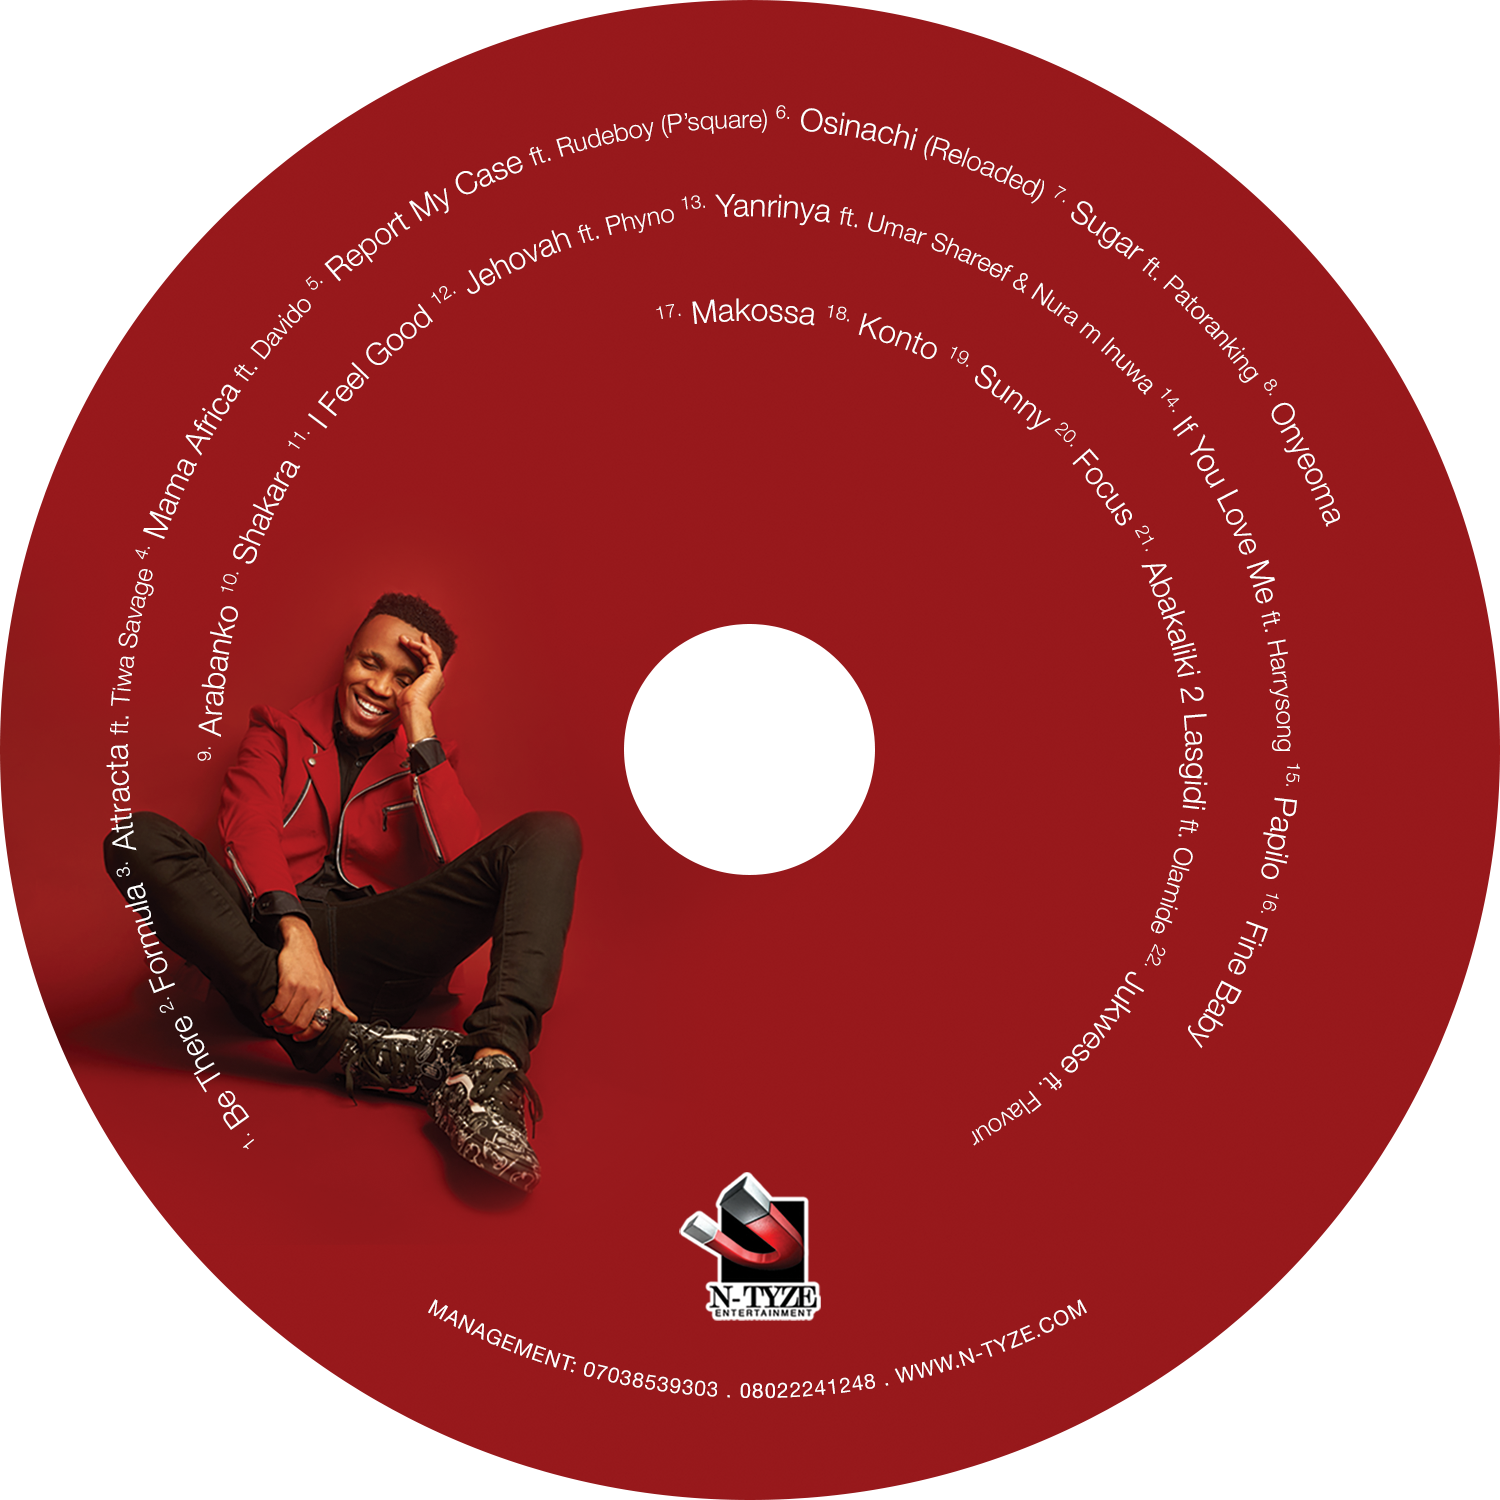 1. Be There 2. Formula 3. Attracta ft. Tiwa Savage 4. Mama Africa ft. Davido 5. Report My Case ft. Rudeboy (P'square) 6. Osinachi (Reloaded) 7. Sugar ft. Patoranking 8. Onyeoma
9. Arabanko 10. Shakara 11. I Feel Good 12. Jehovah ft. Phyno 13. Yanrinya ft. Umar Shareef & Nura m Inuwa 14. If You Love Me ft. Harrysong 15. Papilo 16. Fine Baby
17. Makossa 18. Konto 19. Sunny 20. Focus 21. Abakaliki 2 Lasgidi ft. Olamide 22. Jukwese ft. Flavour
N-TYZE
ENTERTAINMENT
MANAGEMENT: 07038539303 . 08022241248 . WWW.N-TYZE.COM